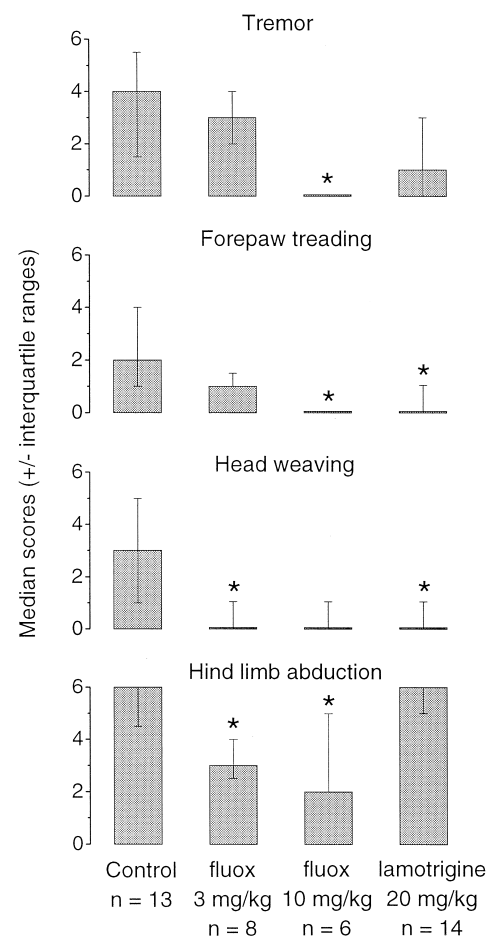 Tremor
6
4
2
0
*
Forepaw treading
6
4
2
0
* *
Head weaving
6
4
2
0
* *
Hind limb abduction
6
4
2
0
* *
Median scores (+/- interquartile ranges)
Control fluox fluox lamotrigine
n = 13 3 mg/kg 10 mg/kg 20 mg/kg
n = 8 n = 6 n = 14